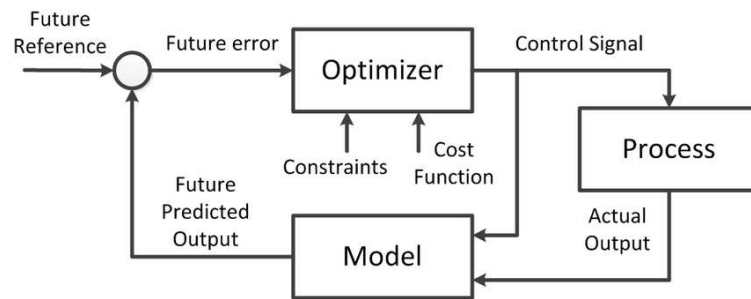 Future
Reference
Future error
Optimizer
Control Signal
Constraints
Cost
Function
Process
Future
Predicted
Output
Model
Actual
Output